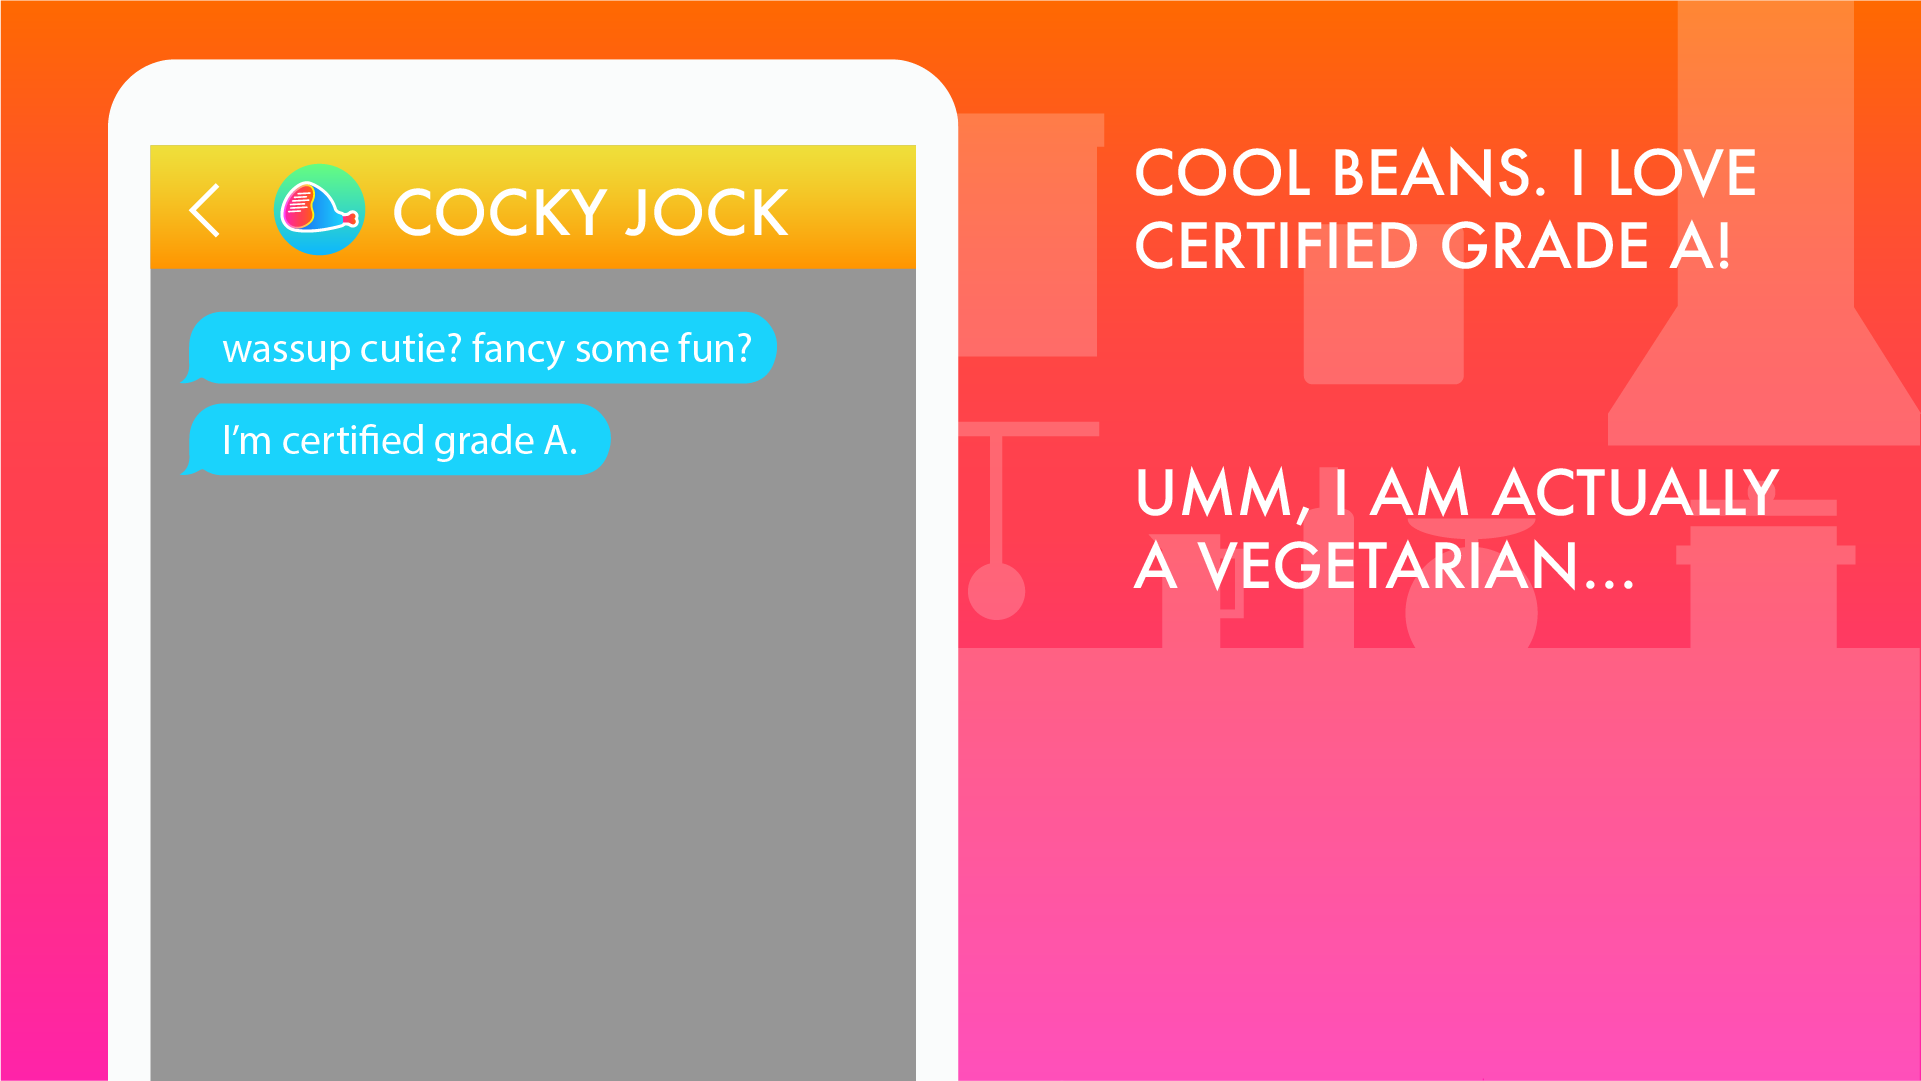 COCKY JOCK
wassup cutie? fancy some fun?
I’m certified grade A.
COOL BEANS. I LOVE
CERTIFIED GRADE A!
UMM, I AM ACTUALLY
A VEGETARIAN...